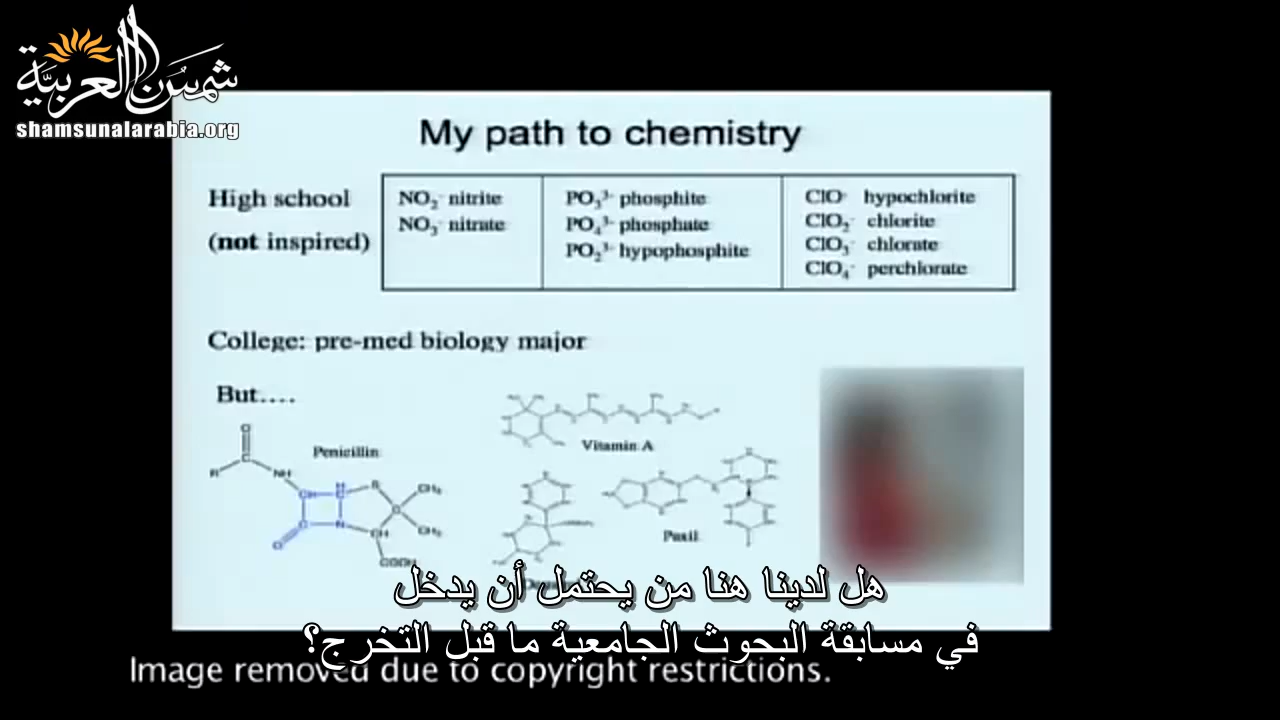 شمس العربية
shamsunalarabia.org
My path to chemistry
High school
(not inspired)
NO₂⁻ nitrite
NO₃⁻ nitrate
PO₃³⁻ phosphite
PO₄³⁻ phosphate
PO₂³⁻ hypophosphite
ClO⁻ hypochlorite
ClO₂⁻ chlorite
ClO₃⁻ chlorate
ClO₄⁻ perchlorate
College: pre-med biology major
But....
Penicillin
Vitamin A
Paxil
هل لدينا هنا من يحتمل أن يدخل
في مسابقة البحوث الجامعية ما قبل التخرج؟
Image removed due to copyright restrictions.